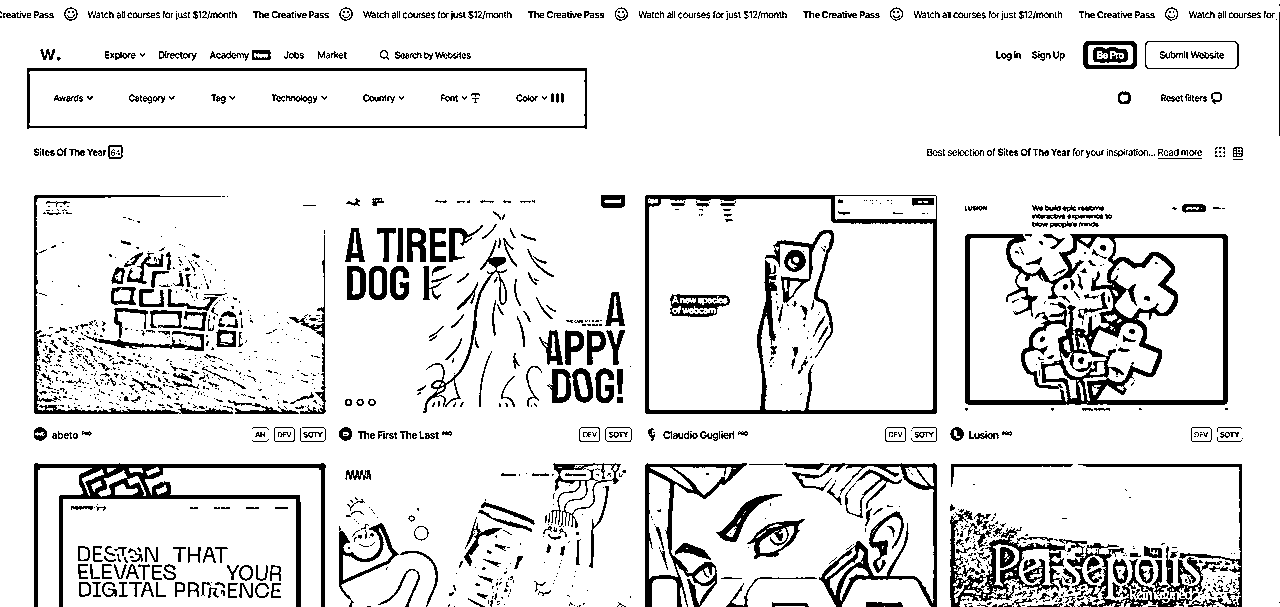 Creative Pass Watch all courses for just $12/month The Creative Pass Watch all courses for just $12/month The Creative Pass Watch all courses for just $12/month The Creative Pass Watch all courses for just $12/month The Creative Pass Watch all courses for
W. Explore Directory Academy New Jobs Market Search by Websites Log in Sign Up Be Pro Submit Website
Awards Category Tag Technology Country Font Color Reset filters
Sites Of The Year 64 Best selection of Sites Of The Year for your inspiration... Read more
LUSION We build epic realtime
interactive experience to
blow people's minds
A TIRED
DOG I
A
APPY
DOG!
A new species
of webcam
abeto PRO DEV SOTY
The First The Last PRO DEV SOTY
Claudio Guglieri PRO DEV SOTY
Lusion PRO DEV SOTY
DESIGN THAT
ELEVATES YOUR
DIGITAL
Persepolis